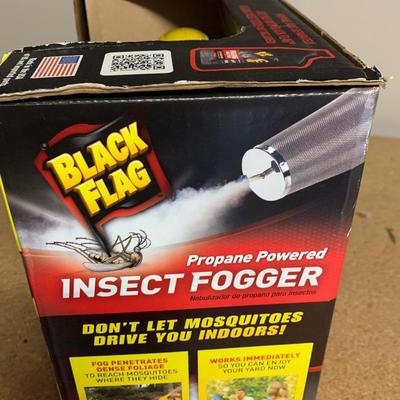 BLACK
FLAG
Propane Powered
INSECT FOGGER
Nebulizador de propano para insectos
DON'T LET MOSQUITOES
DRIVE YOU INDOORS!
FOG PENETRATES
DENSE FOLIAGE
TO REACH MOSQUITOES
WHERE THEY HIDE
WORKS IMMEDIATELY
SO YOU CAN ENJOY
YOUR YARD NOW